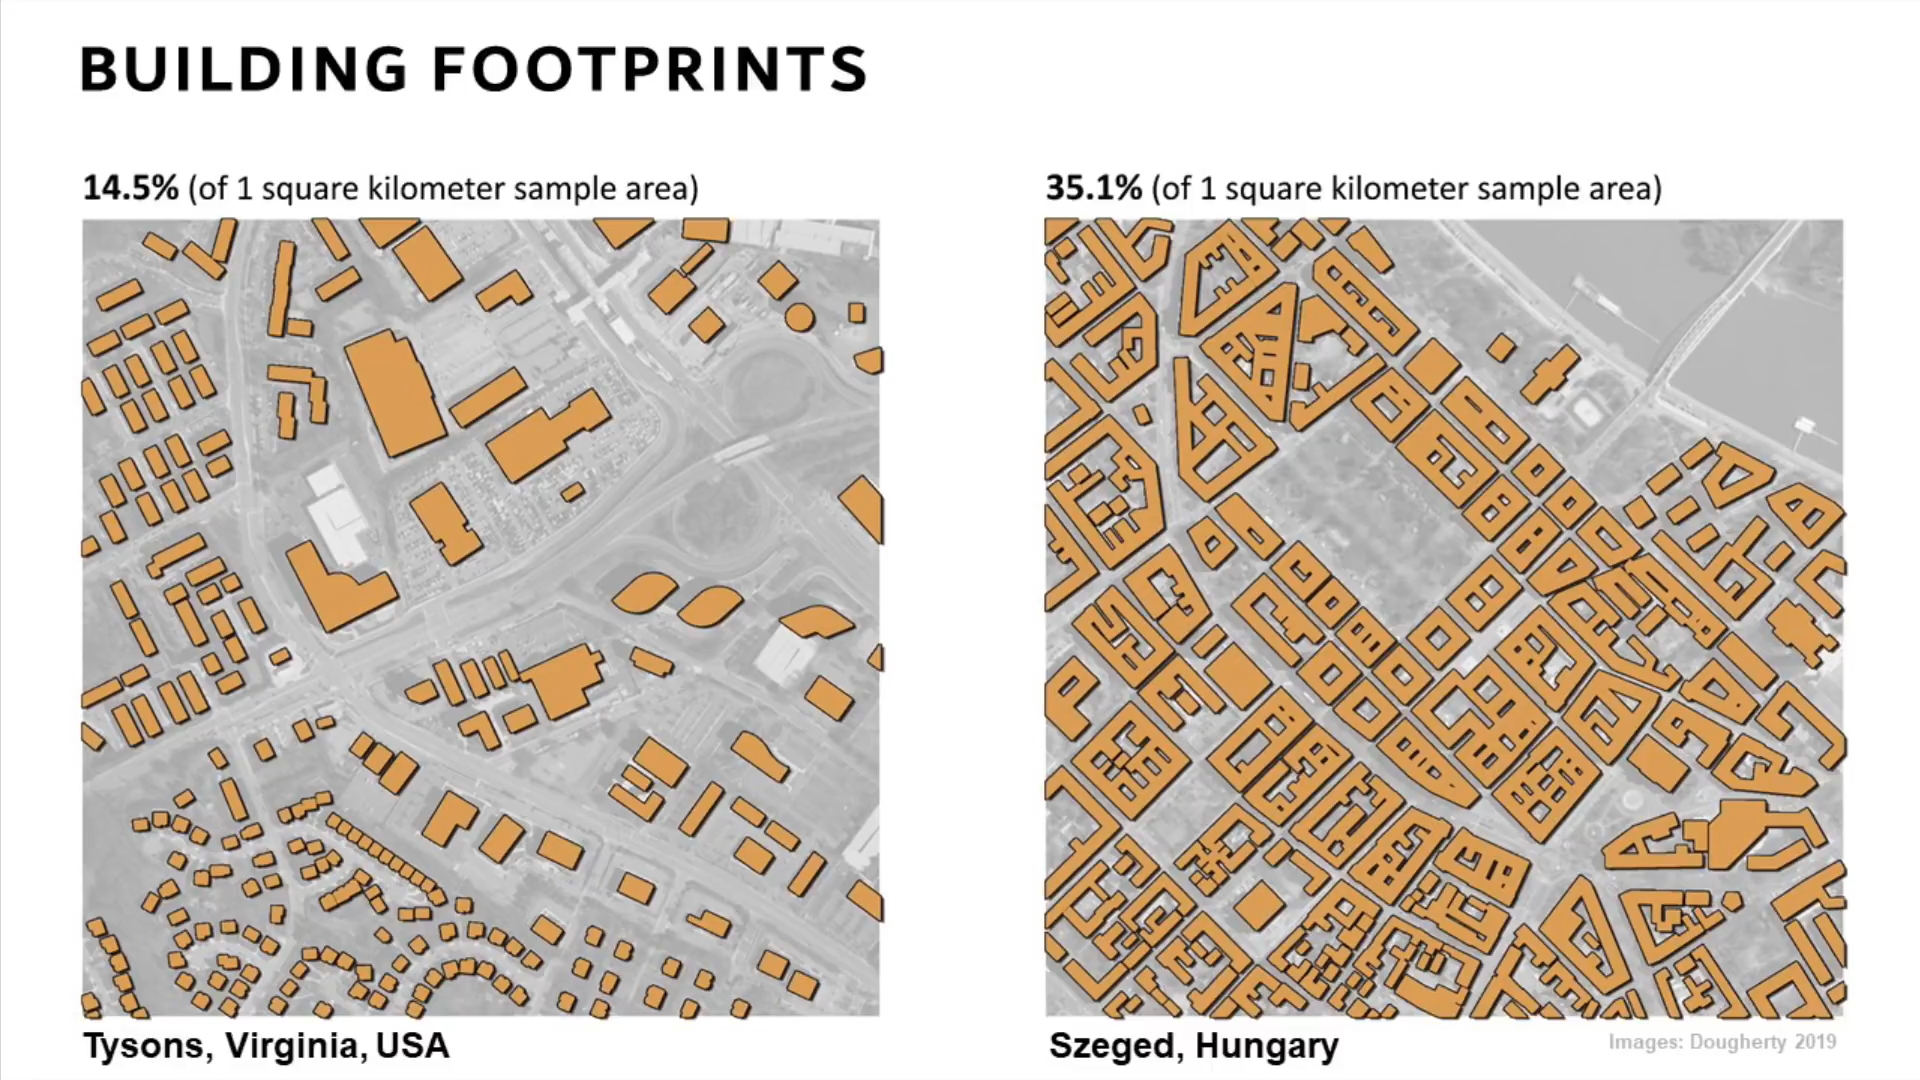 BUILDING FOOTPRINTS
14.5% (of 1 square kilometer sample area)
35.1% (of 1 square kilometer sample area)
Tysons, Virginia, USA
Szeged, Hungary
Images: Dougherty 2019